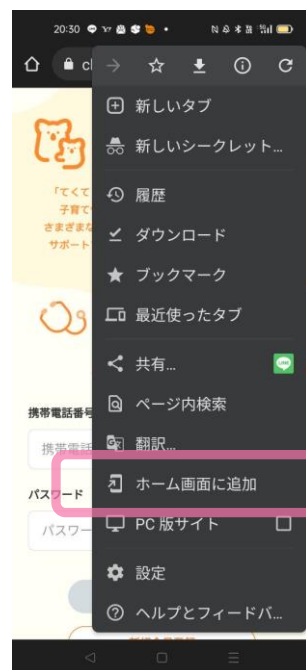 20:30
新しいタブ
新しいシークレット...
履歴
ダウンロード
ブックマーク
最近使ったタブ
共有...
LINE
ページ内検索
翻訳...
ホーム画面に追加
PC 版サイト
設定
ヘルプとフィードバ...
「てくて
子育て
さまざまな
サポート
携帯電話番号
携帯電話
パスワード
パスワー